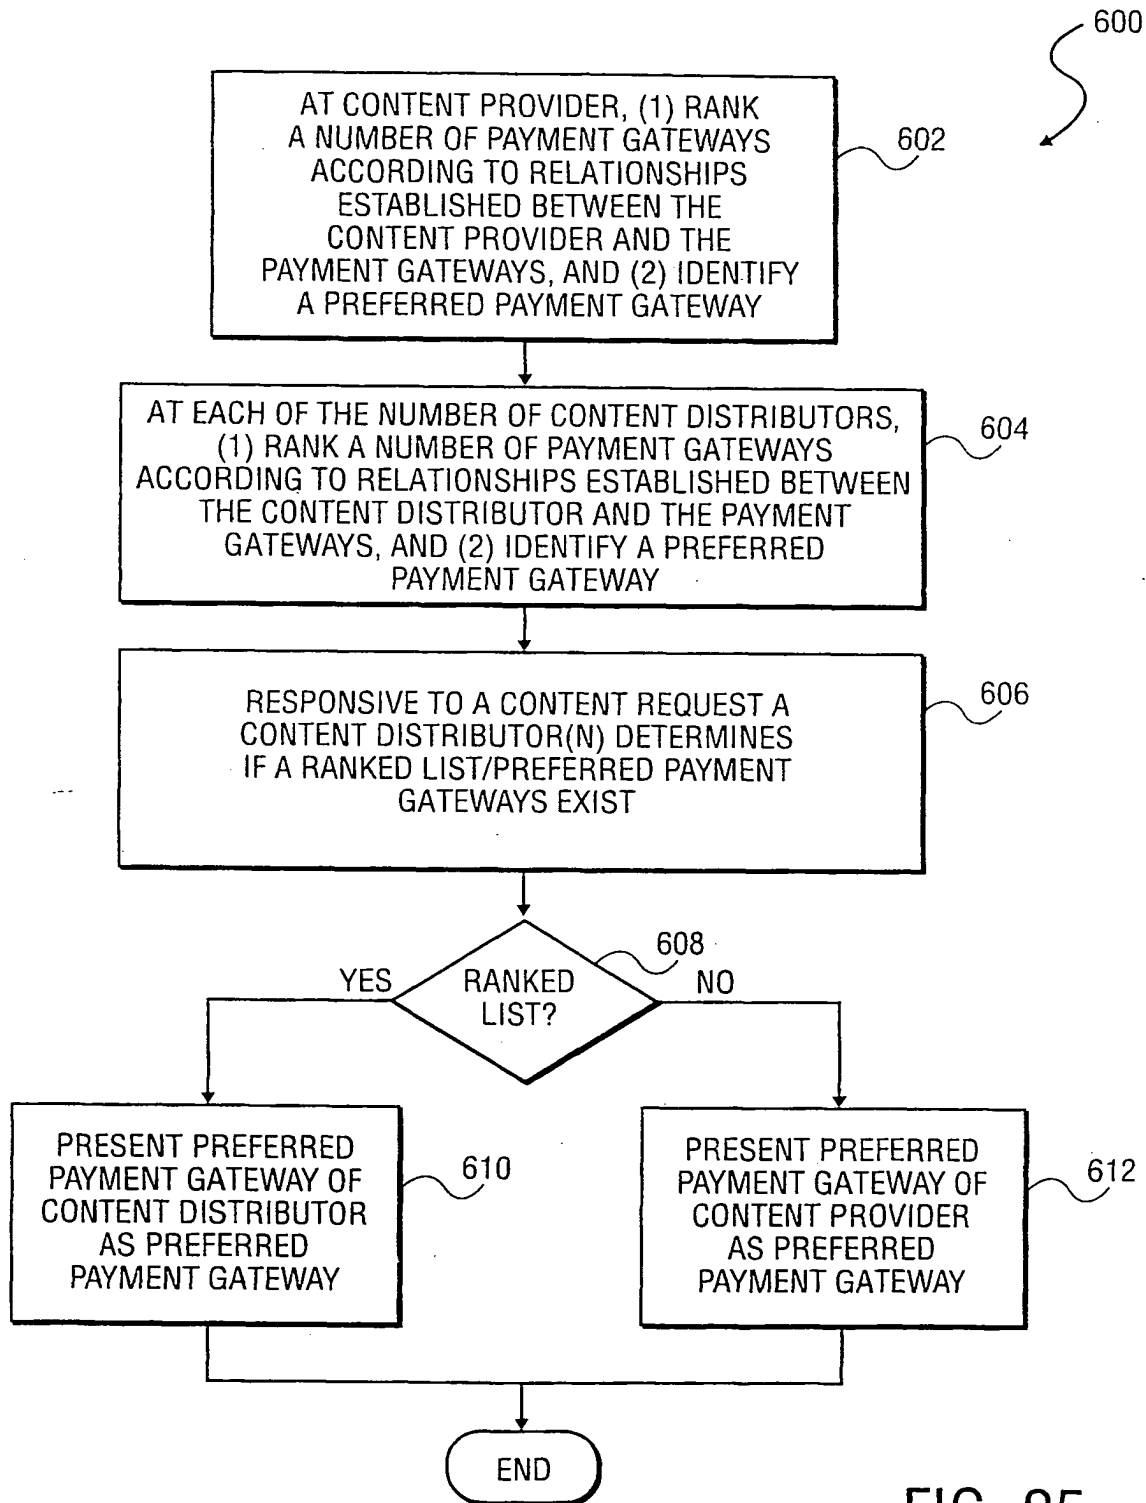 600
AT CONTENT PROVIDER, (1) RANK
A NUMBER OF PAYMENT GATEWAYS
ACCORDING TO RELATIONSHIPS
ESTABLISHED BETWEEN THE
CONTENT PROVIDER AND THE
PAYMENT GATEWAYS, AND (2) IDENTIFY
A PREFERRED PAYMENT GATEWAY
602
AT EACH OF THE NUMBER OF CONTENT DISTRIBUTORS,
(1) RANK A NUMBER OF PAYMENT GATEWAYS
ACCORDING TO RELATIONSHIPS ESTABLISHED BETWEEN
THE CONTENT DISTRIBUTOR AND THE PAYMENT
GATEWAYS, AND (2) IDENTIFY A PREFERRED
PAYMENT GATEWAY
604
RESPONSIVE TO A CONTENT REQUEST A
CONTENT DISTRIBUTOR(N) DETERMINES
IF A RANKED LIST/PREFERRED PAYMENT
GATEWAYS EXIST
606
608
YES
RANKED
LIST?
NO
PRESENT PREFERRED
PAYMENT GATEWAY OF
CONTENT DISTRIBUTOR
AS PREFERRED
PAYMENT GATEWAY
610
PRESENT PREFERRED
PAYMENT GATEWAY OF
CONTENT PROVIDER
AS PREFERRED
PAYMENT GATEWAY
612
END
FIG. 25